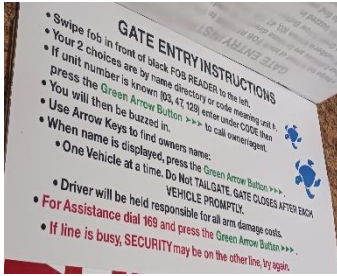 GATE ENTRY INSTRUCTIONS
• Swipe fob in front of black FOB READER to the left.
• Your 2 choices are by name directory or code meaning unit #.
• If unit number is known [03, 47, 129] enter under CODE then
press the Green Arrow Button >>> to call owner/agent.
• You will then be buzzed in.
• Use Arrow Keys to find owners name:
• When name is displayed, press the Green Arrow Button >>>.
• One Vehicle at a time. Do Not TAILGATE. GATE CLOSES AFTER EACH
VEHICLE PROMPTLY.
• Driver will be held responsible for all arm damage costs.
• For Assistance dial 169 and press the Green Arrow Button >>>.
• If line is busy, SECURITY may be on the other line, try again.